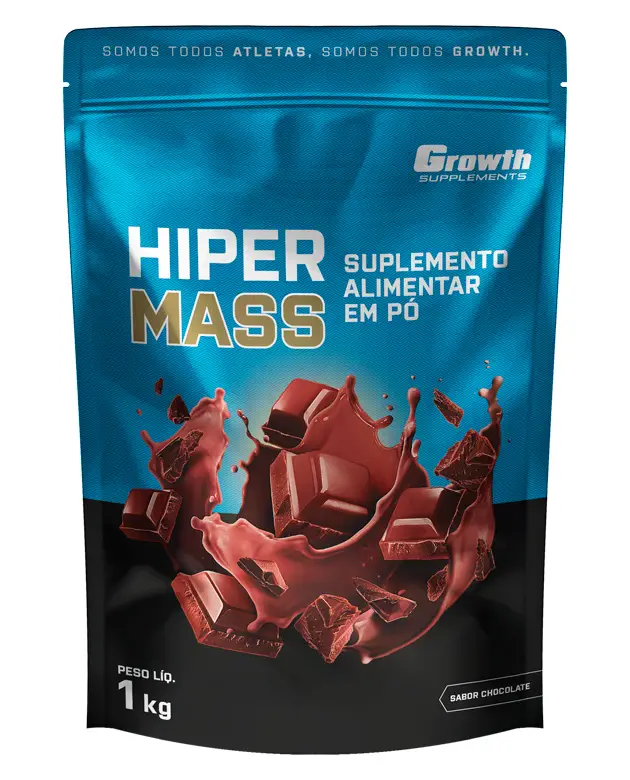 SOMOS TODOS ATLETAS, SOMOS TODOS GROWTH.
Growth
SUPPLEMENTS
HIPER
MASS
SUPLEMENTO
ALIMENTAR
EM PÓ
PESO LÍQ.
1 kg
SABOR CHOCOLATE